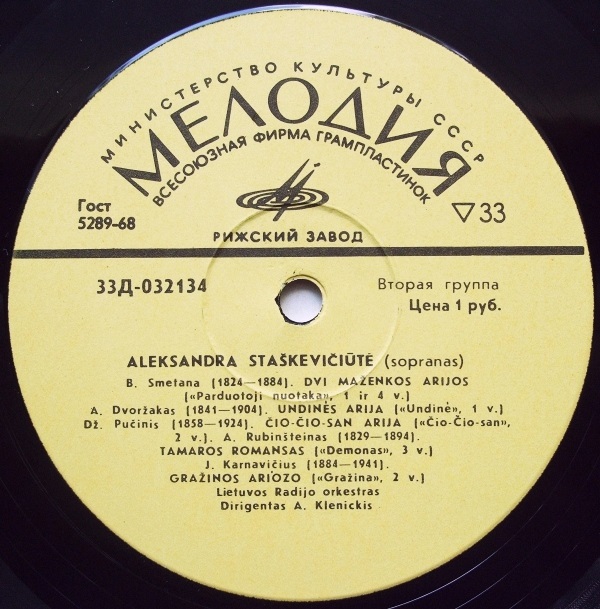 МИНИСТЕРСТВО КУЛЬТУРЫ СССР
МЕЛОДИЯ
ВСЕСОЮЗНАЯ ФИРМА ГРАМПЛАСТИНОК
Гост
5289-68
▽33
РИЖСКИЙ ЗАВОД
33Д-032134
Вторая группа
Цена 1 руб.
ALEKSANDRA STAŠKEVIČIŪTĖ (sopranas)
B. Smetana (1824—1884). DVI MAŽENKOS ARIJOS
(«Parduotoji nuotaka», 1 ir 4 v.)
A. Dvoržakas (1841—1904). UNDINĖS ARIJA («Undinė», 1 v.)
Dž. Pučinis (1858—1924). ČIO-ČIO-SAN ARIJA («Čio-Čio-san»,
2 v.). A. Rubinšteinas (1829—1894).
TAMAROS ROMANSAS («Demonas», 3 v.)
J. Karnavičius (1884—1941).
GRAŽINOS ARIOZO («Gražina», 2 v.)
Lietuvos Radijo orkestras
Dirigentas A. Klenickis